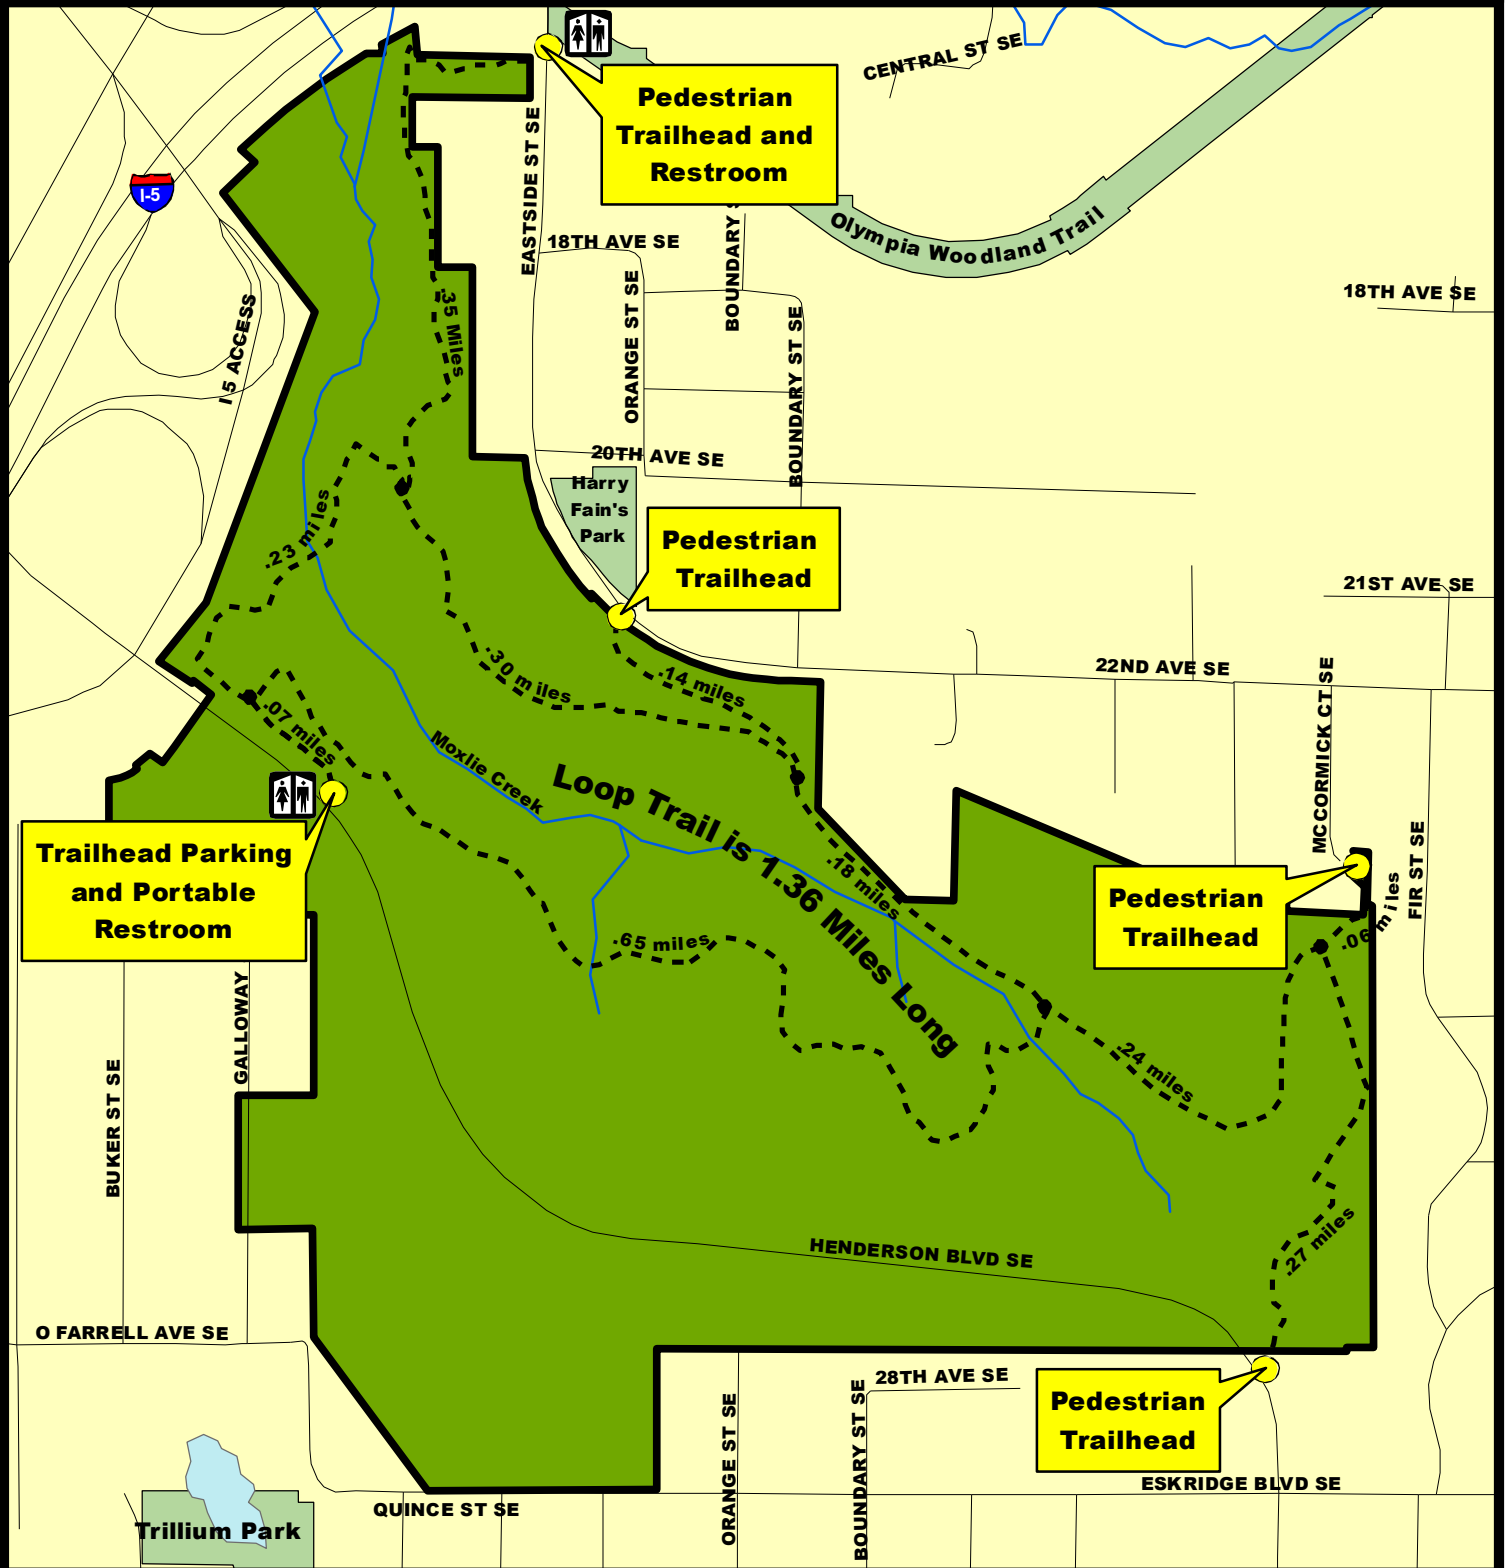 CENTRAL ST SE
Pedestrian
Trailhead and
Restroom
EASTSIDE ST SE
I-5
Olympia Woodland Trail
18TH AVE SE
BOUNDARY S
18TH AVE SE
I 5 ACCESS
.35 Miles
ORANGE ST SE
BOUNDARY ST SE
20TH AVE SE
Harry
Fain's
Park
Pedestrian
Trailhead
.23 miles
21ST AVE SE
22ND AVE SE
MCCORMICK CT SE
.30 miles
.14 miles
.07 miles
Moxlie Creek
Loop Trail is 1.36 Miles Long
Trailhead Parking
and Portable
Restroom
.18 miles
FIR ST SE
Pedestrian
Trailhead
.06 miles
.65 miles
GALLOWAY
BUKER ST SE
.24 miles
.27 miles
HENDERSON BLVD SE
O FARRELL AVE SE
28TH AVE SE
Pedestrian
Trailhead
ORANGE ST SE
BOUNDARY ST SE
ESKRIDGE BLVD SE
QUINCE ST SE
Trillium Park